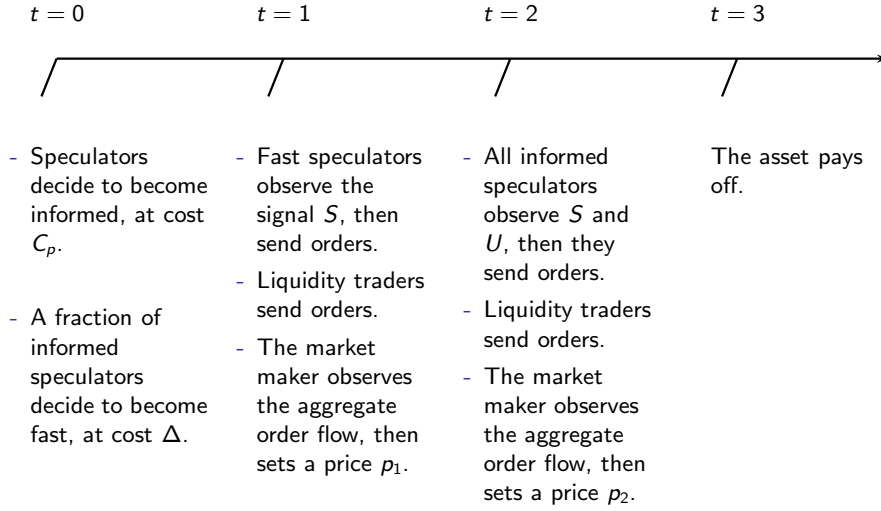 t = 0
t = 1
t = 2
t = 3
- Speculators
decide to become
informed, at cost
Cp.
- A fraction of
informed
speculators
decide to become
fast, at cost Δ.
- Fast speculators
observe the
signal S, then
send orders.
- Liquidity traders
send orders.
- The market
maker observes
the aggregate
order flow, then
sets a price p1.
- All informed
speculators
observe S and
U, then they
send orders.
- Liquidity traders
send orders.
- The market
maker observes
the aggregate
order flow, then
sets a price p2.
The asset pays
off.